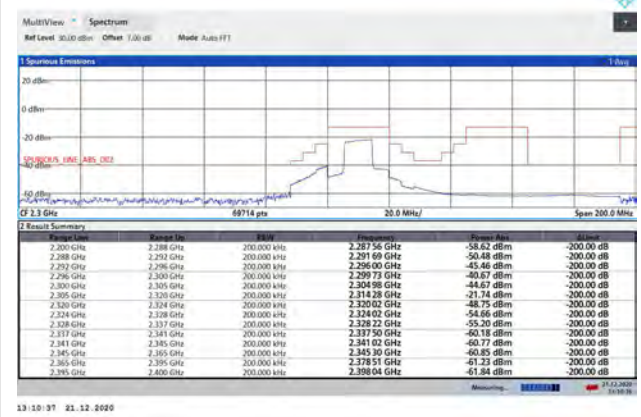 MultiView Spectrum
Ref Level 30.00 dBm Offset 7.00 dB Mode Auto FFT
1 Spurious Emissions
20 dBm
0 dBm
-20 dBm
SPURIOUS_LINE_ABS_002
-40 dBm
-60 dBm
CF 2.3 GHz 69714 pts 20.0 MHz/ Span 200.0 MHz
2 Result Summary
Range Low Range Up RBW Frequency Power Abs ΔLimit
2.200 GHz 2.288 GHz 200.000 kHz 2.287 56 GHz -58.62 dBm -200.00 dB
2.288 GHz 2.292 GHz 200.000 kHz 2.291 69 GHz -50.48 dBm -200.00 dB
2.292 GHz 2.296 GHz 200.000 kHz 2.296 00 GHz -45.46 dBm -200.00 dB
2.296 GHz 2.300 GHz 200.000 kHz 2.299 73 GHz -40.67 dBm -200.00 dB
2.300 GHz 2.305 GHz 200.000 kHz 2.304 98 GHz -44.67 dBm -200.00 dB
2.305 GHz 2.320 GHz 200.000 kHz 2.314 28 GHz -21.74 dBm -200.00 dB
2.320 GHz 2.324 GHz 200.000 kHz 2.320 02 GHz -48.75 dBm -200.00 dB
2.324 GHz 2.328 GHz 200.000 kHz 2.324 02 GHz -54.66 dBm -200.00 dB
2.328 GHz 2.337 GHz 200.000 kHz 2.328 22 GHz -55.20 dBm -200.00 dB
2.337 GHz 2.341 GHz 200.000 kHz 2.337 50 GHz -60.18 dBm -200.00 dB
2.341 GHz 2.345 GHz 200.000 kHz 2.341 02 GHz -60.77 dBm -200.00 dB
2.345 GHz 2.365 GHz 200.000 kHz 2.345 30 GHz -60.85 dBm -200.00 dB
2.365 GHz 2.395 GHz 200.000 kHz 2.378 51 GHz -61.23 dBm -200.00 dB
2.395 GHz 2.400 GHz 200.000 kHz 2.398 04 GHz -61.84 dBm -200.00 dB
Measuring... 21.12.2020
13:10:36
13:10:37 21.12.2020